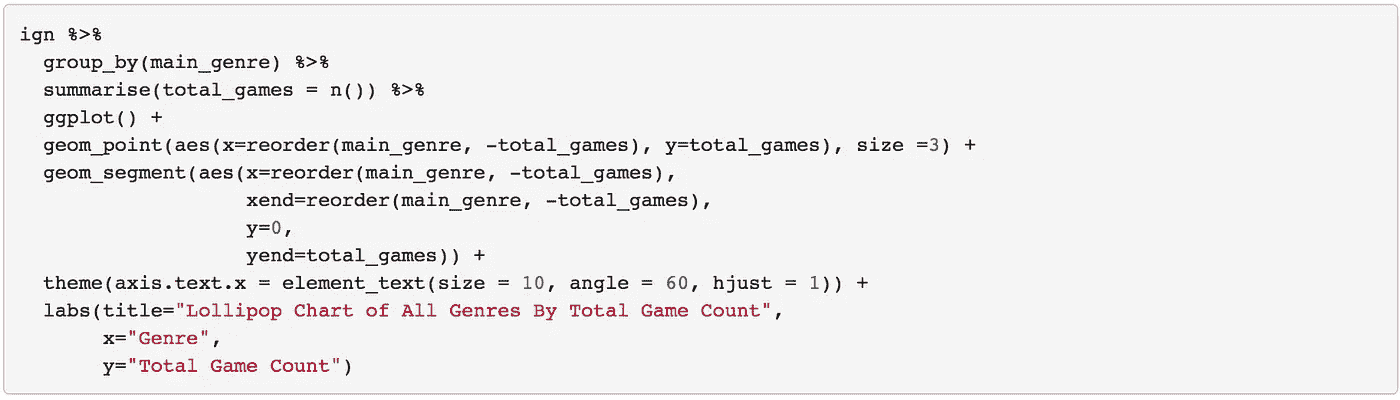 ign %>%
  group_by(main_genre) %>%
  summarise(total_games = n()) %>%
  ggplot() +
  geom_point(aes(x=reorder(main_genre, -total_games), y=total_games), size =3) +
  geom_segment(aes(x=reorder(main_genre, -total_games),
                   xend=reorder(main_genre, -total_games),
                   y=0,
                   yend=total_games)) +
  theme(axis.text.x = element_text(size = 10, angle = 60, hjust = 1)) +
  labs(title="Lollipop Chart of All Genres By Total Game Count",
       x="Genre",
       y="Total Game Count")